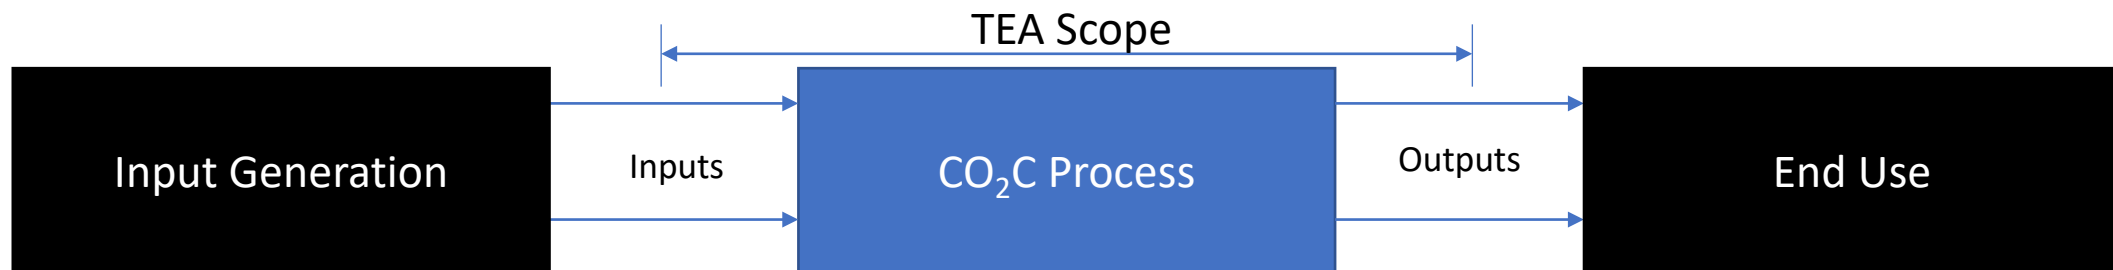 TEA Scope
Input Generation
Inputs
CO₂C Process
Outputs
End Use